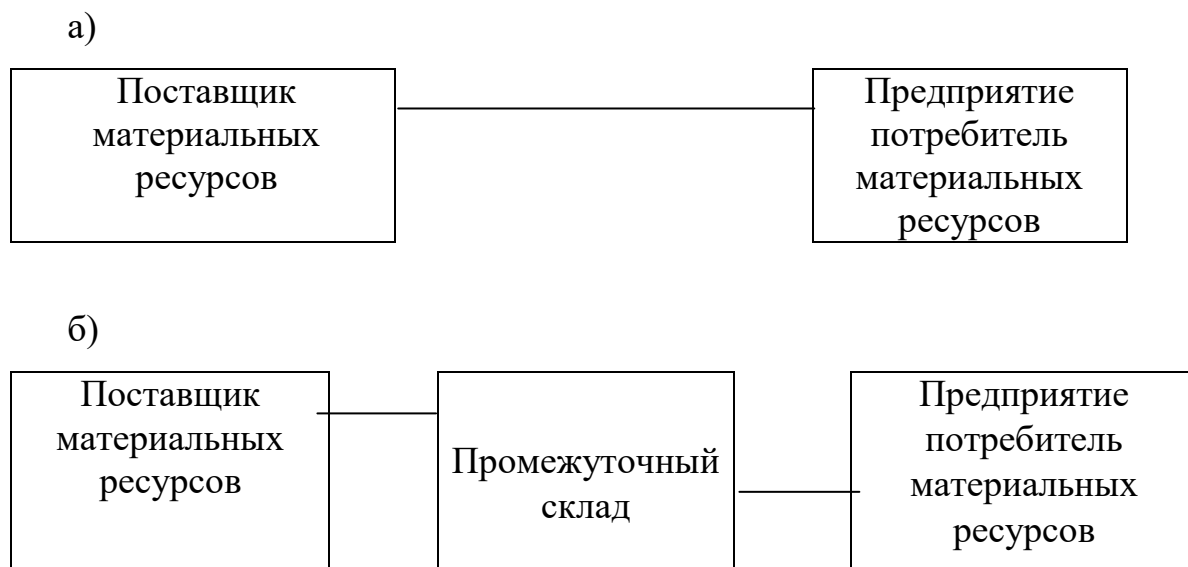 а)
Поставщик
материальных
ресурсов
Предприятие
потребитель
материальных
ресурсов
б)
Поставщик
материальных
ресурсов
Промежуточный
склад
Предприятие
потребитель
материальных
ресурсов